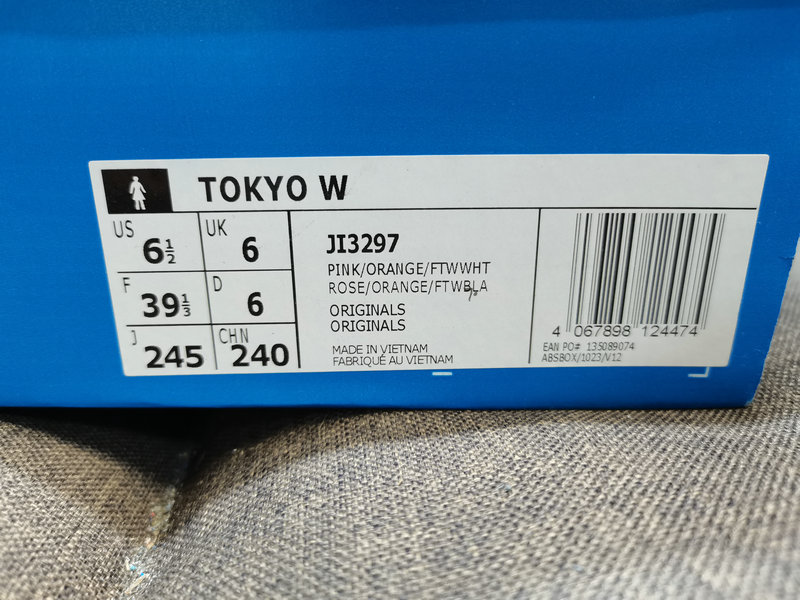 TOKYO W
US 6½ UK 6
F 39⅓ D 6
J 245 CHN 240
JI3297
PINK/ORANGE/FTWWHT
ROSE/ORANGE/FTWBLA
ORIGINALS
ORIGINALS
MADE IN VIETNAM
FABRIQUÉ AU VIETNAM
4 067898 124474
EAN PO# 135089074
ABSBOX/1023/V12